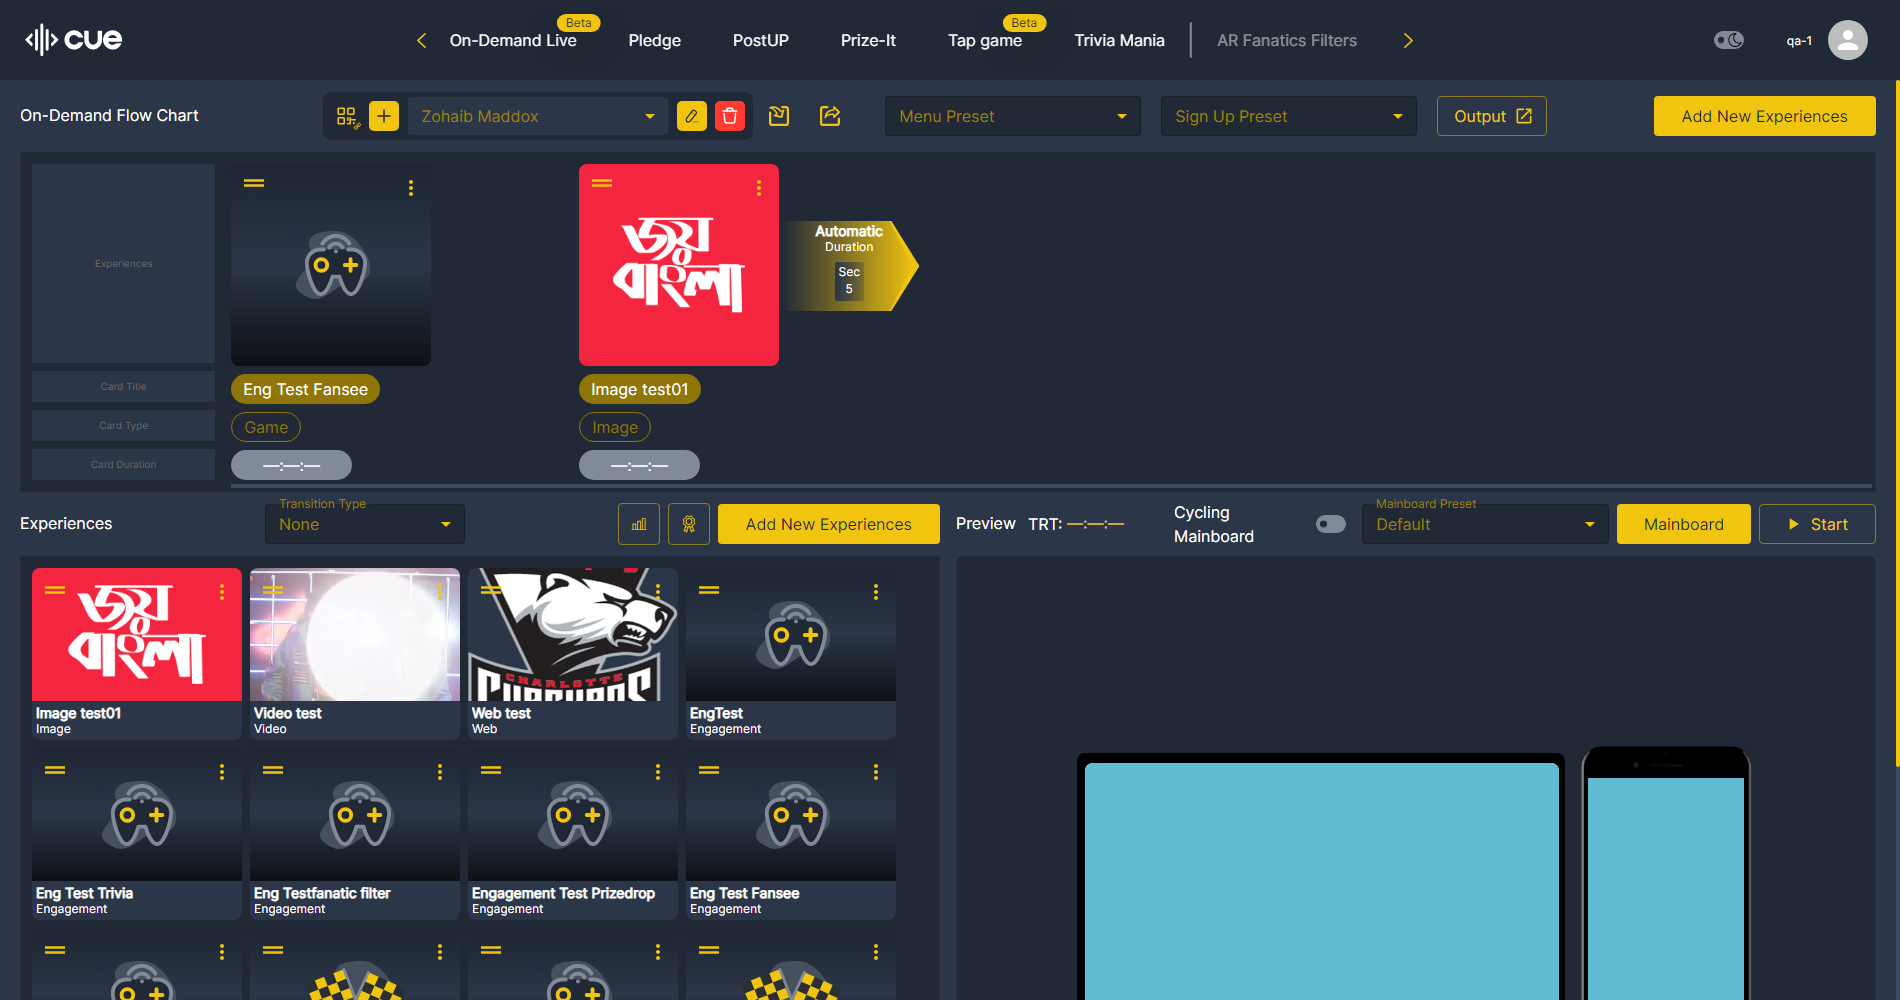 cue
Beta
Beta
On-Demand Live
Pledge
PostUP
Prize-It
Tap game
Trivia Mania
AR Fanatics Filters
qa-1
On-Demand Flow Chart
Zohaib Maddox
Menu Preset
Sign Up Preset
Output
Add New Experiences
Experiences
জয়
বাংলা
Automatic
Duration
Sec
5
Card Title
Eng Test Fansee
Image test01
Card Type
Game
Image
Card Duration
—:—:—
—:—:—
Experiences
Transition Type
None
Add New Experiences
Preview
TRT: —:—:—
Cycling
Mainboard
Mainboard Preset
Default
Mainboard
Start
জয়
বাংলা
CHARLOTTE
Image test01
Image
Video test
Video
Web test
Web
EngTest
Engagement
Eng Test Trivia
Engagement
Eng Testfanatic filter
Engagement
Engagement Test Prizedrop
Engagement
Eng Test Fansee
Engagement